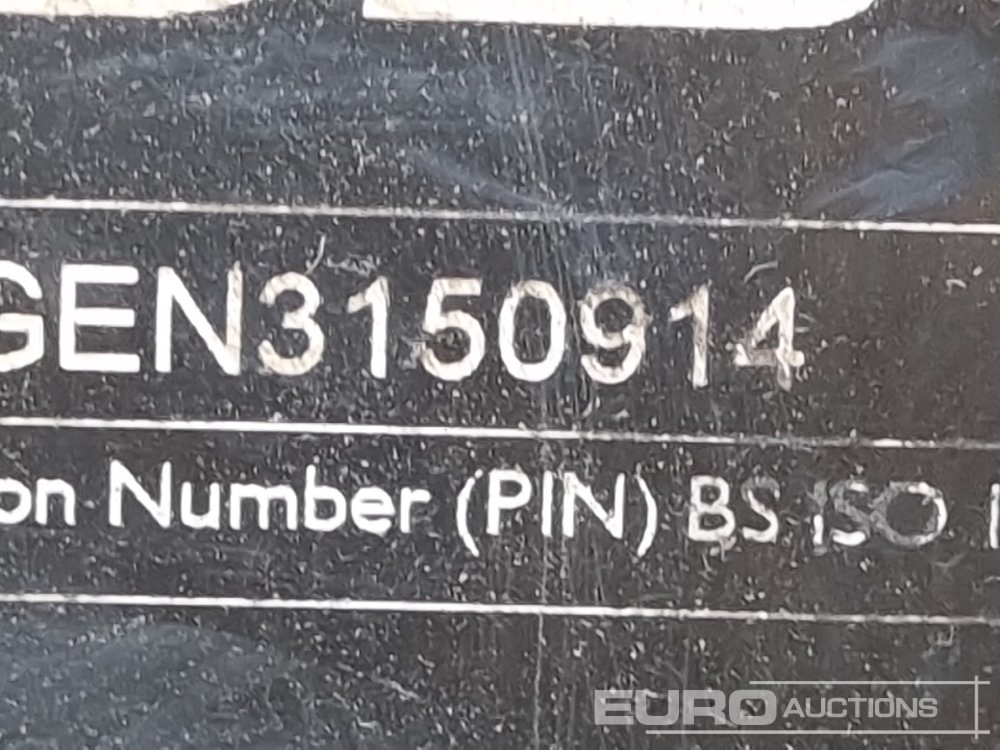 GEN3150914
on Number (PIN) BS ISO
EURO AUCTIONS